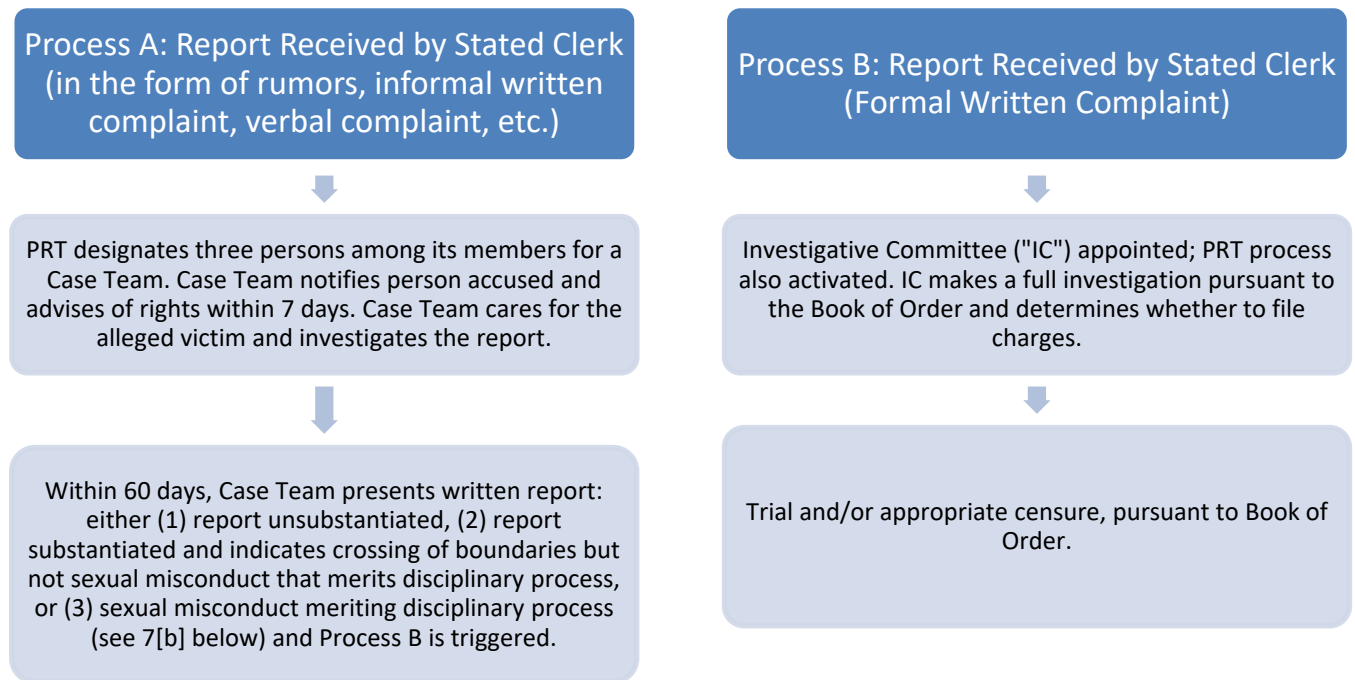 Process A: Report Received by Stated Clerk
(in the form of rumors, informal written
complaint, verbal complaint, etc.)
PRT designates three persons among its members for a
Case Team. Case Team notifies person accused and
advises of rights within 7 days. Case Team cares for the
alleged victim and investigates the report.
Within 60 days, Case Team presents written report:
either (1) report unsubstantiated, (2) report
substantiated and indicates crossing of boundaries but
not sexual misconduct that merits disciplinary process,
or (3) sexual misconduct meriting disciplinary process
(see 7[b] below) and Process B is triggered.
Process B: Report Received by Stated Clerk
(Formal Written Complaint)
Investigative Committee ("IC") appointed; PRT process
also activated. IC makes a full investigation pursuant to
the Book of Order and determines whether to file
charges.
Trial and/or appropriate censure, pursuant to Book of
Order.